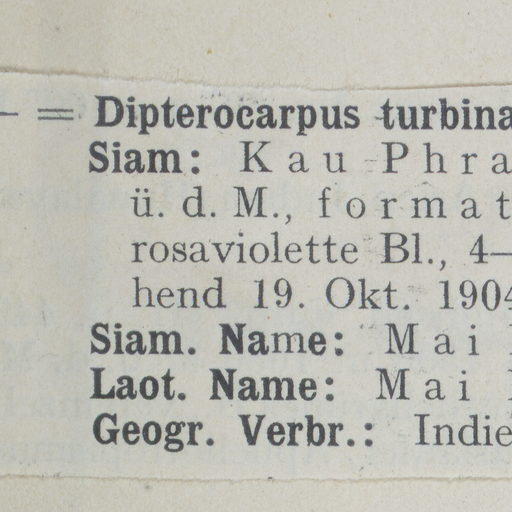 – = Dipterocarpus turbina
Siam: Kau Phra
ü. d. M., format
rosaviolette Bl., 4–
hend 19. Okt. 1904
Siam. Name: Mai
Laot. Name: Mai
Geogr. Verbr.: Indie